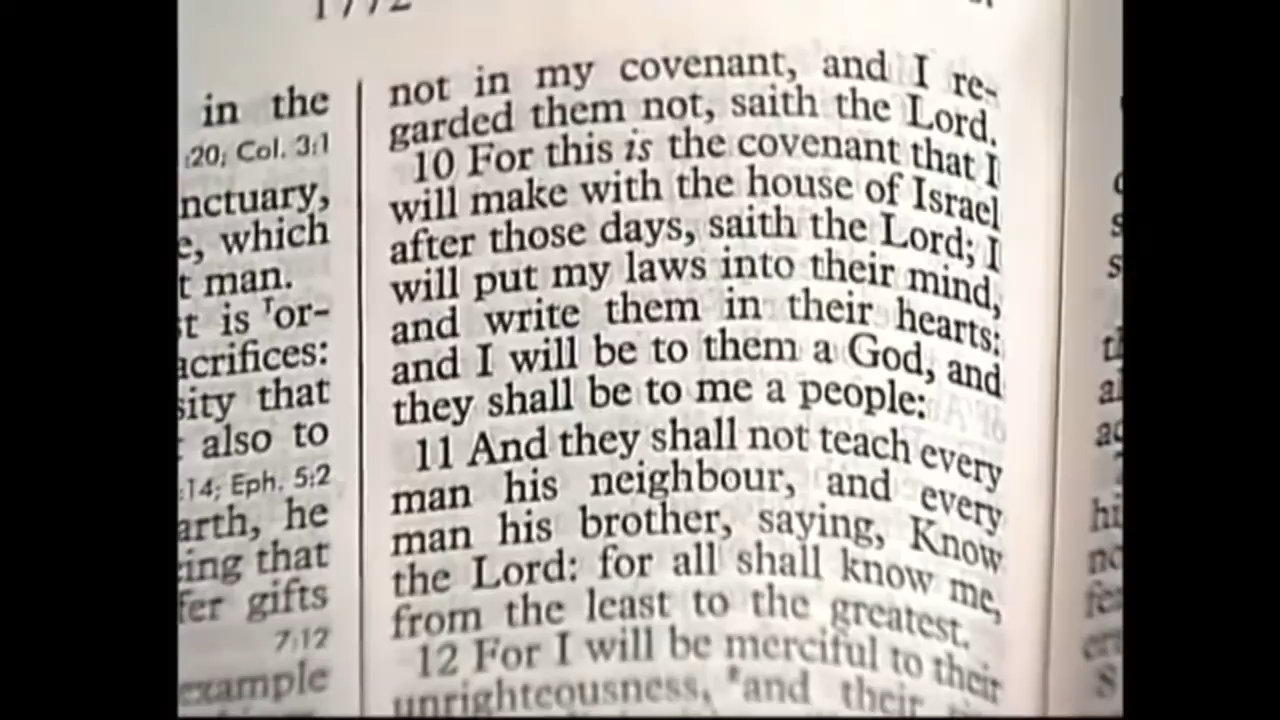 1772
in the
:20; Col. 3:1
nctuary,
e, which
t man.
st is ʳor-
acrifices:
sity that
also to
:14; Eph. 5:2
arth, he
ing that
fer gifts
7:12
example
not in my covenant, and I re-
garded them not, saith the Lord.
10 For this is the covenant that I
will make with the house of Israel
after those days, saith the Lord; I
will put my laws into their mind,
and write them in their hearts:
and I will be to them a God, and
they shall be to me a people:
11 And they shall not teach every
man his neighbour, and every
man his brother, saying, Know
the Lord: for all shall know me,
from the least to the greatest.
12 For I will be merciful to their
unrighteousness, *and their